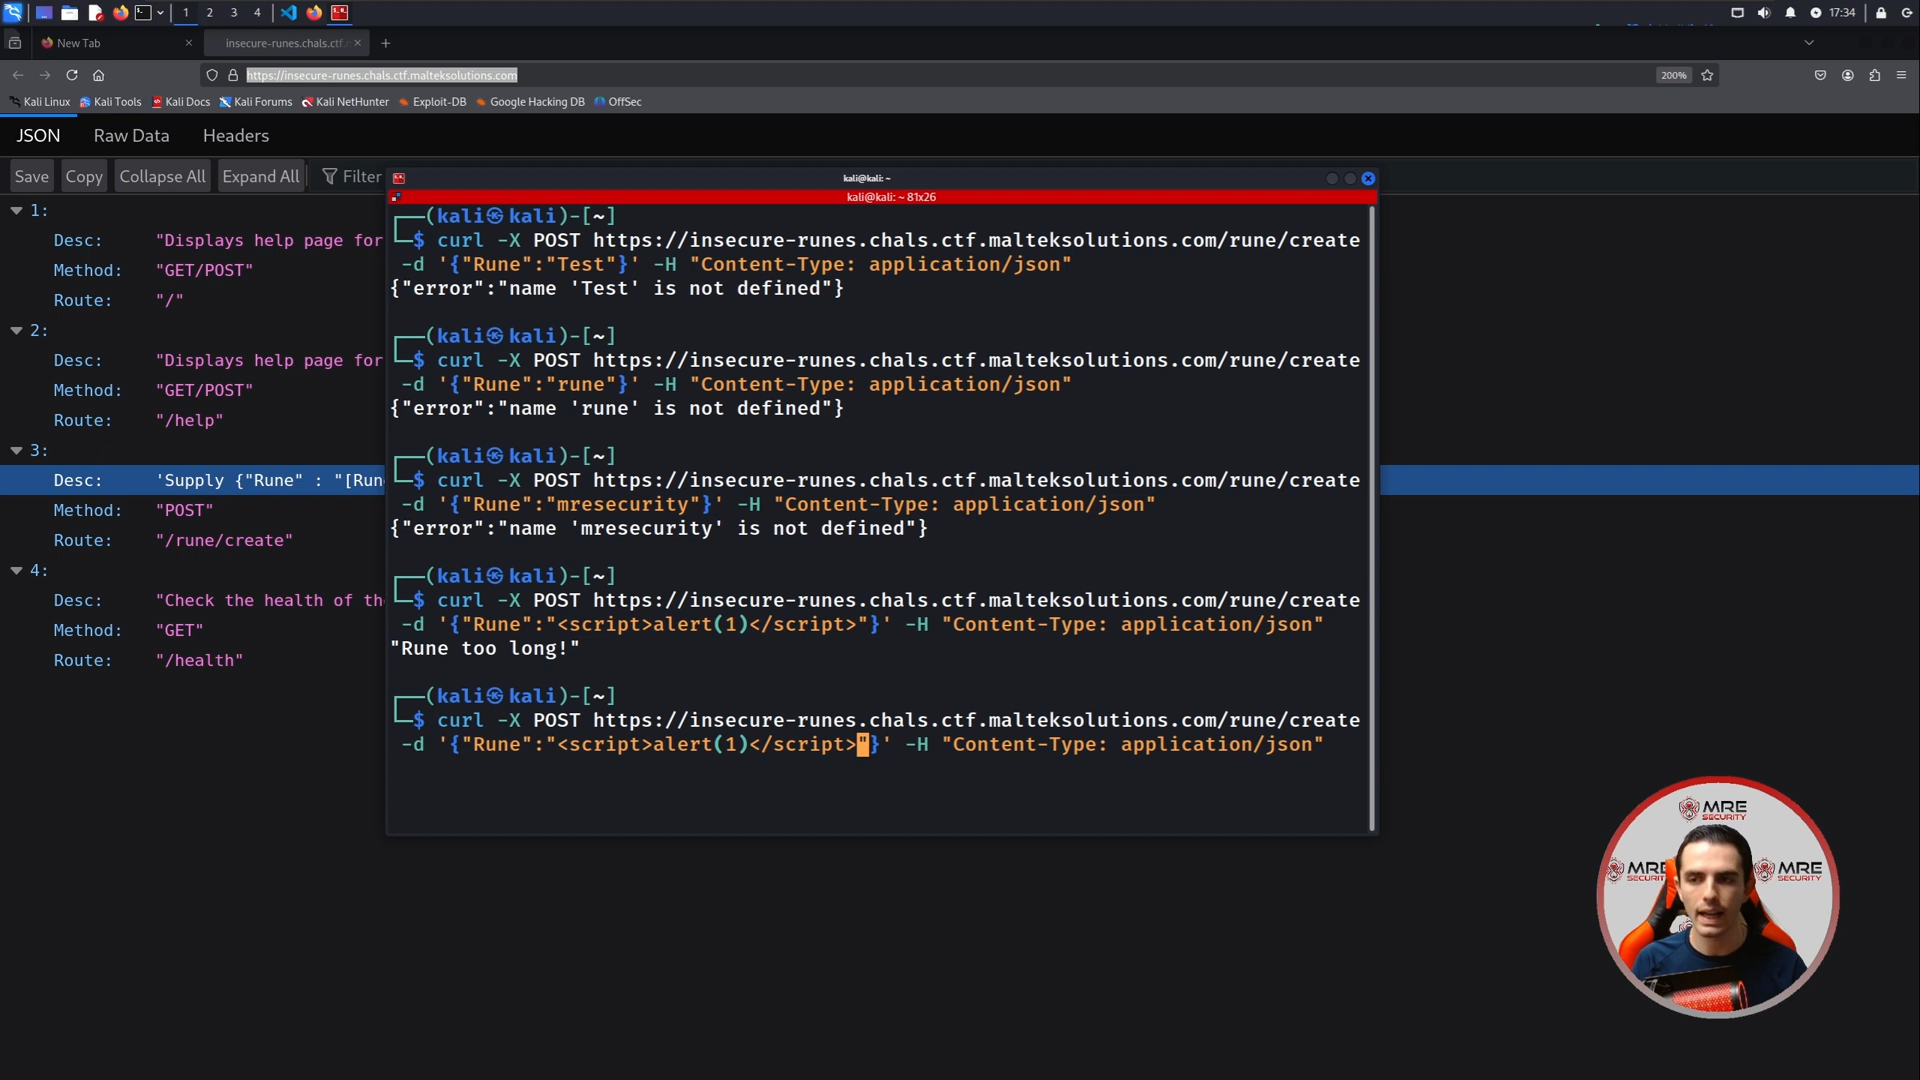 1 2 3 4
17:34
New Tab
insecure-runes.chals.ctf.
https://insecure-runes.chals.ctf.malteksolutions.com
200%
Kali Linux Kali Tools Kali Docs Kali Forums Kali NetHunter Exploit-DB Google Hacking DB OffSec
JSON Raw Data Headers
Save Copy Collapse All Expand All Filter
1:
Desc: "Displays help page for
Method: "GET/POST"
Route: "/"
2:
Desc: "Displays help page for
Method: "GET/POST"
Route: "/help"
3:
Desc: 'Supply {"Rune" : "[Run
Method: "POST"
Route: "/rune/create"
4:
Desc: "Check the health of th
Method: "GET"
Route: "/health"
kali@kali: ~
kali@kali: ~ 81x26
┌──(kali㉿kali)-[~]
└─$ curl -X POST https://insecure-runes.chals.ctf.malteksolutions.com/rune/create
-d '{"Rune":"Test"}' -H "Content-Type: application/json"
{"error":"name 'Test' is not defined"}
┌──(kali㉿kali)-[~]
└─$ curl -X POST https://insecure-runes.chals.ctf.malteksolutions.com/rune/create
-d '{"Rune":"rune"}' -H "Content-Type: application/json"
{"error":"name 'rune' is not defined"}
┌──(kali㉿kali)-[~]
└─$ curl -X POST https://insecure-runes.chals.ctf.malteksolutions.com/rune/create
-d '{"Rune":"mresecurity"}' -H "Content-Type: application/json"
{"error":"name 'mresecurity' is not defined"}
┌──(kali㉿kali)-[~]
└─$ curl -X POST https://insecure-runes.chals.ctf.malteksolutions.com/rune/create
-d '{"Rune":"<script>alert(1)</script>"}' -H "Content-Type: application/json"
"Rune too long!"
┌──(kali㉿kali)-[~]
└─$ curl -X POST https://insecure-runes.chals.ctf.malteksolutions.com/rune/create
-d '{"Rune":"<script>alert(1)</script>"}' -H "Content-Type: application/json"
MRE
SECURITY
MRE
SECURITY
MRE
SECURITY